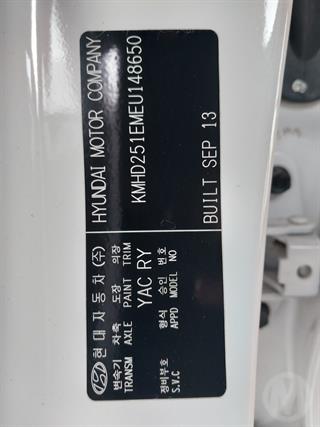 현대자동차(주) HYUNDAI MOTOR COMPANY
변속기 차축 도장 의장
TRANSM AXLE PAINT TRIM
YAC RY KMHD251EMEU148650
형식 승인 번호
APPD MODEL NO
정비부호
S.V.C BUILT SEP 13